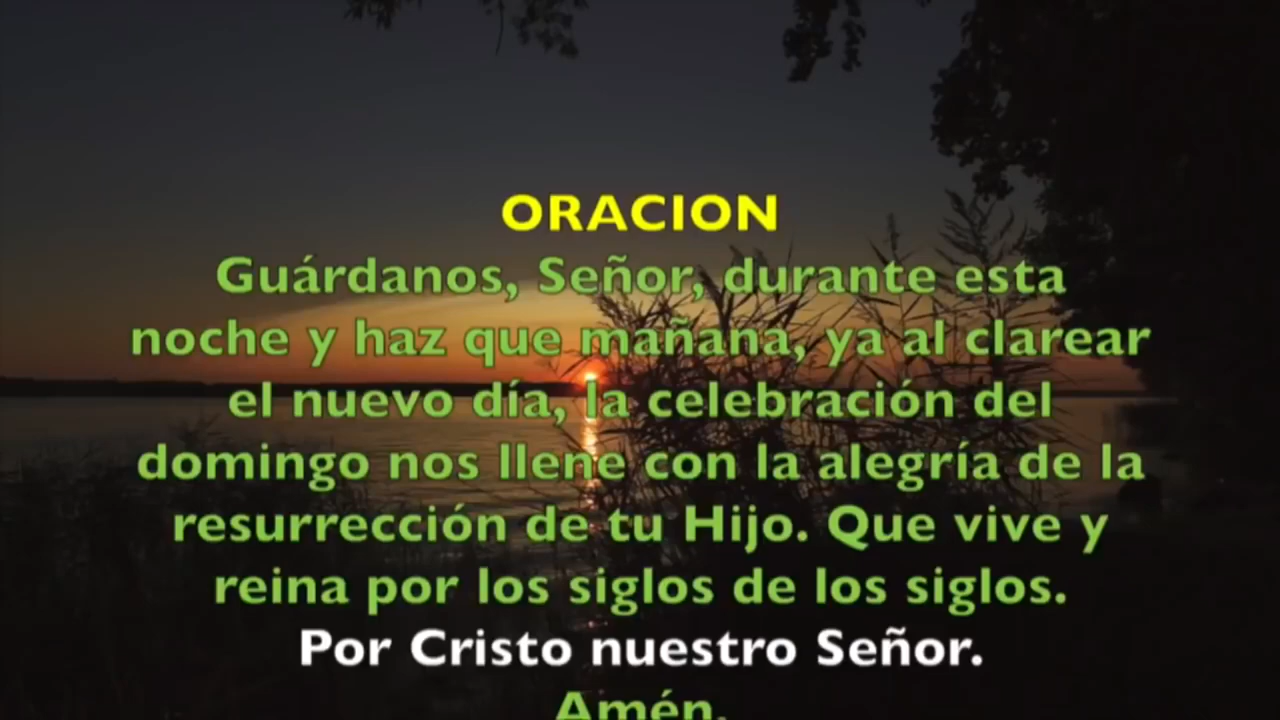 ORACION
Guárdanos, Señor, durante esta
noche y haz que mañana, ya al clarear
el nuevo día, la celebración del
domingo nos llene con la alegría de la
resurrección de tu Hijo. Que vive y
reina por los siglos de los siglos.
Por Cristo nuestro Señor.
Amén.